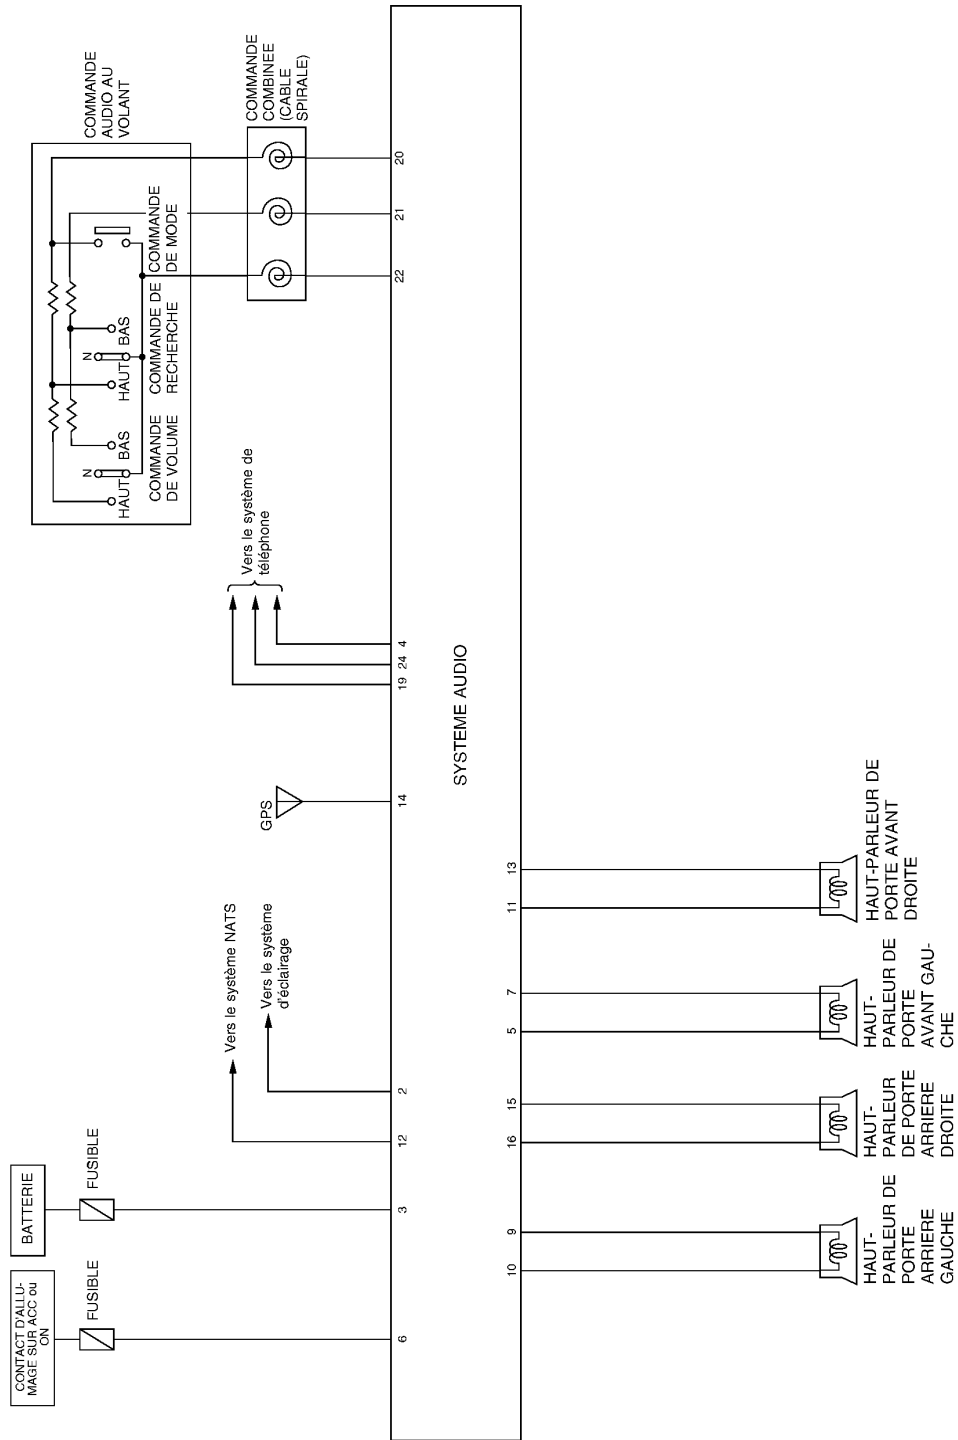 CONTACT D'ALLU-
MAGE SUR ACC ou
ON
FUSIBLE
6
BATTERIE
FUSIBLE
3
12
Vers le système NATS
2
Vers le système
d'éclairage
GPS
14
19
24
4
Vers le système de
téléphone
COMMANDE
AUDIO AU
VOLANT
HAUT
N
BAS
COMMANDE
DE VOLUME
HAUT
N
BAS
COMMANDE DE
RECHERCHE
COMMANDE
DE MODE
COMMANDE
COMBINEE
(CABLE
SPIRALE)
22
21
20
SYSTEME AUDIO
10
9
HAUT-
PARLEUR DE
PORTE
ARRIERE
GAUCHE
16
15
HAUT-
PARLEUR
DE PORTE
ARRIERE
DROITE
5
7
HAUT-
PARLEUR DE
PORTE
AVANT GAU-
CHE
11
13
HAUT-PARLEUR DE
PORTE AVANT
DROITE